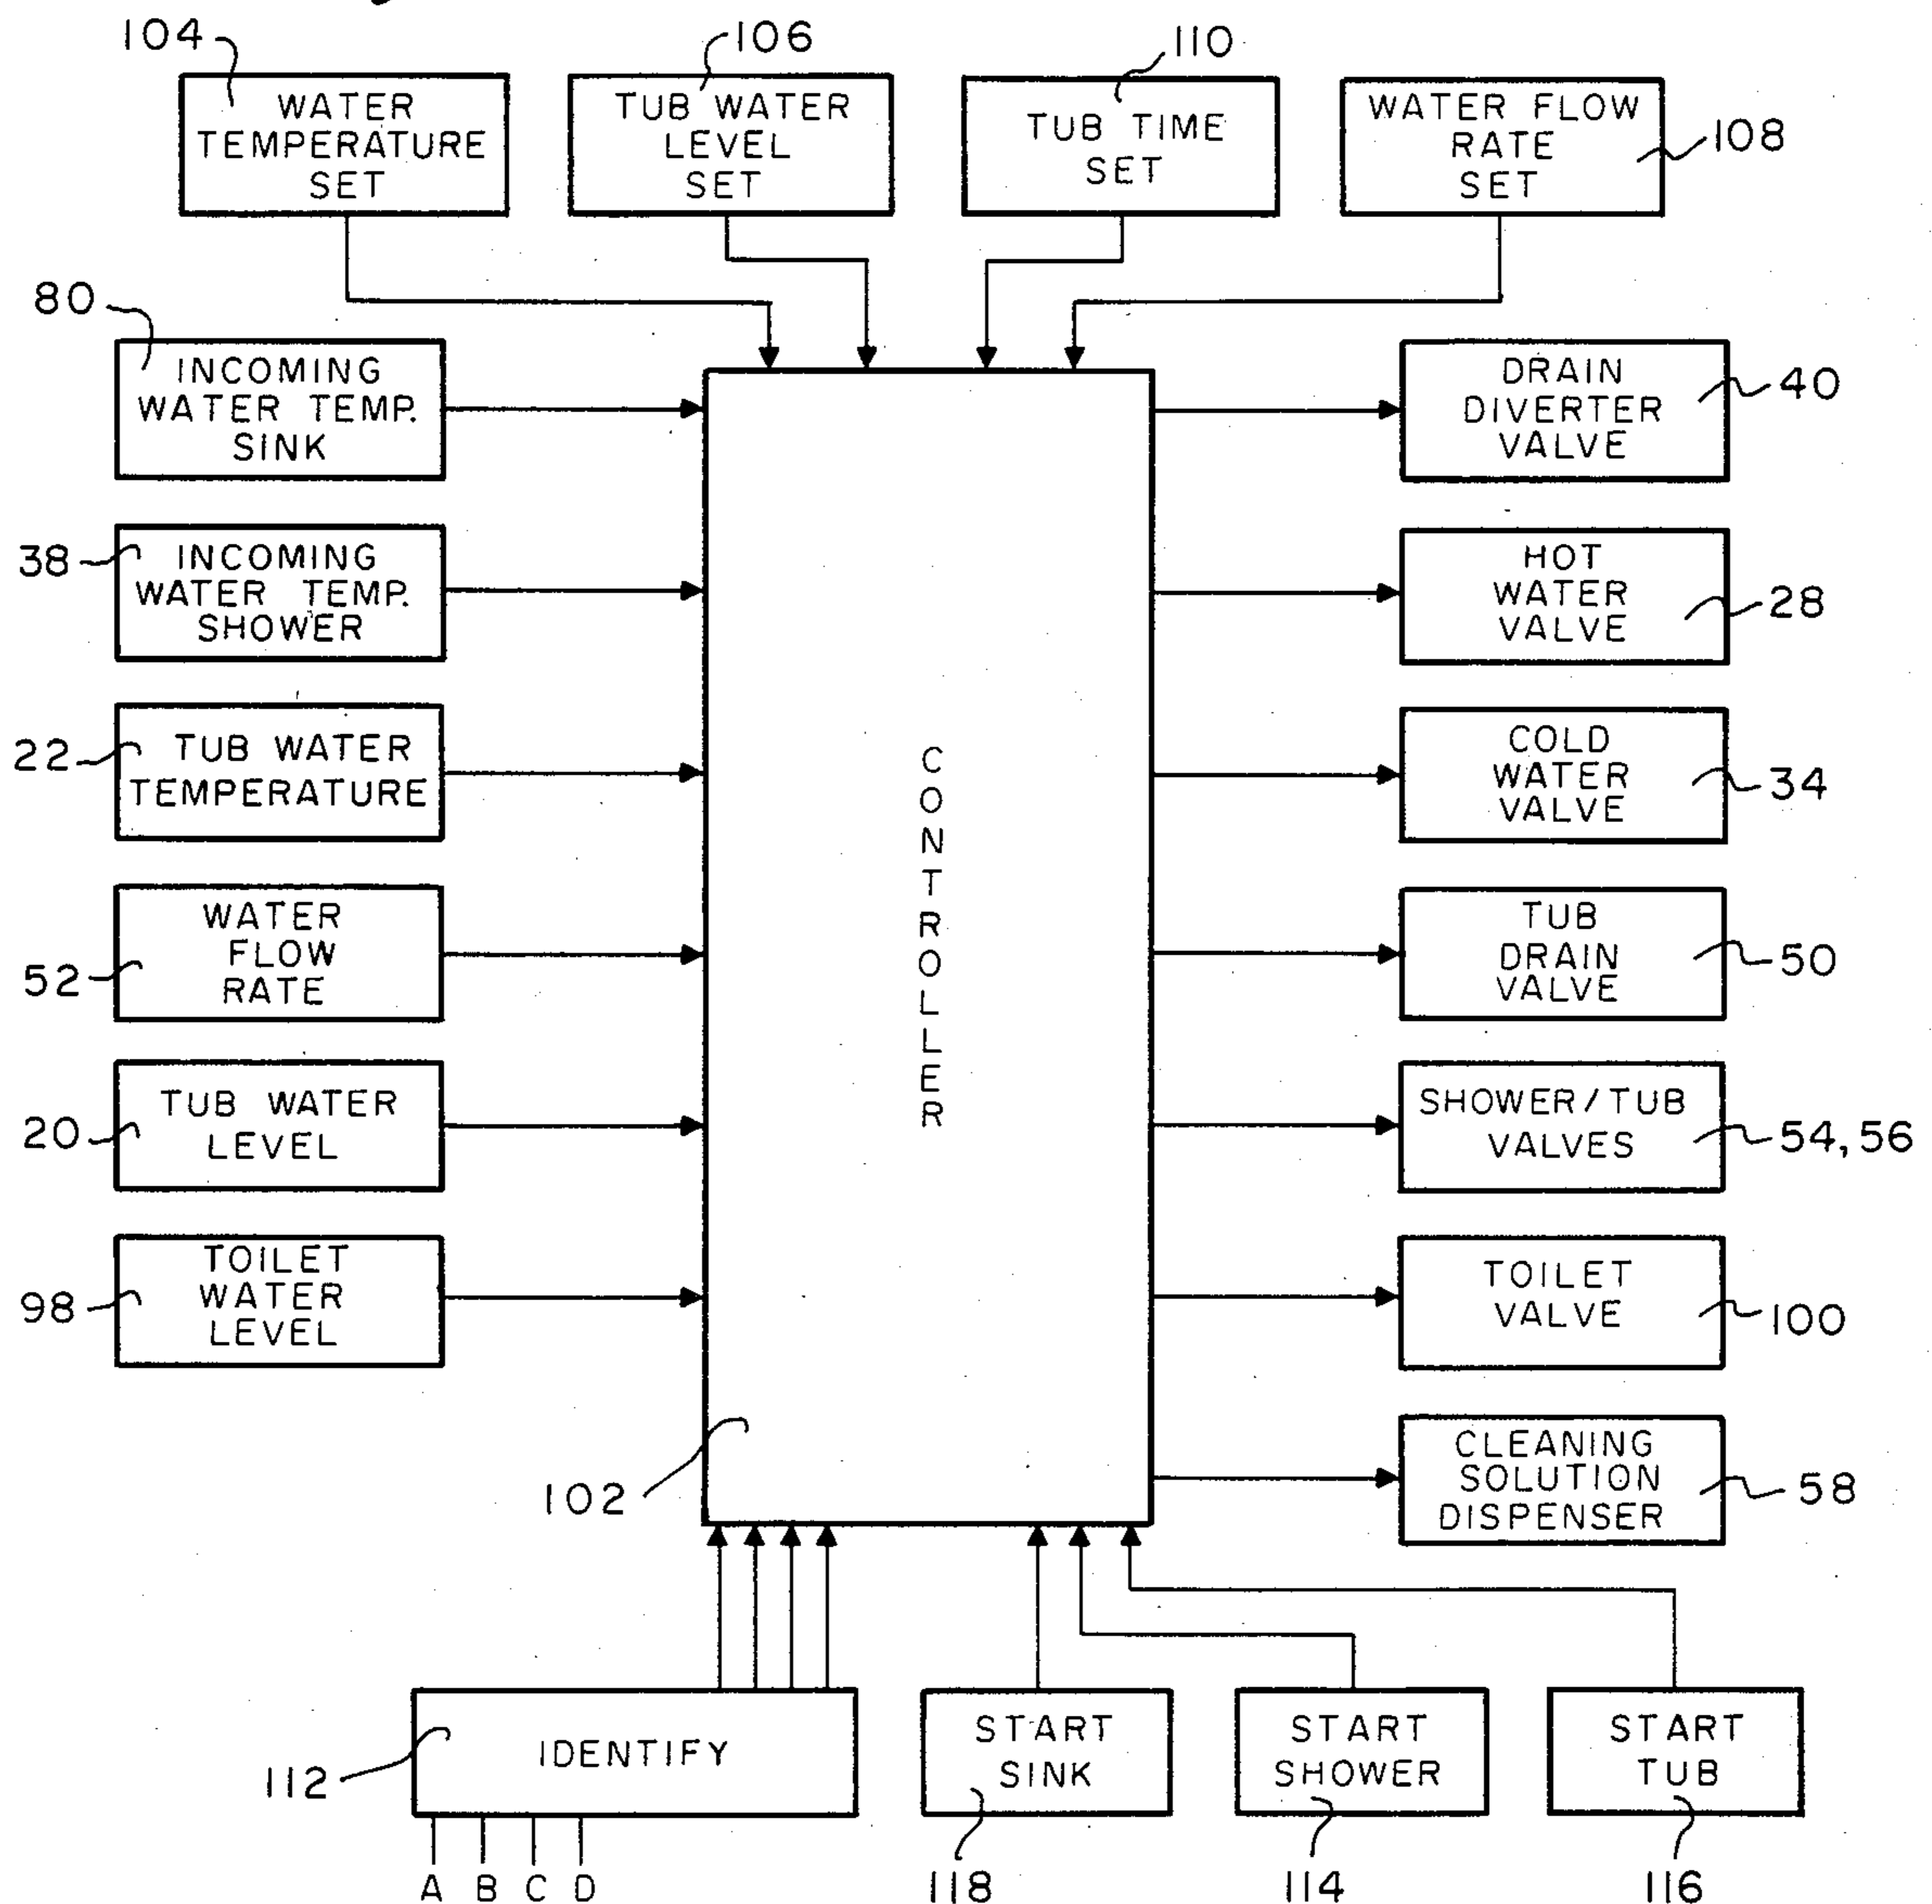 104
106
110
WATER
TEMPERATURE
SET
TUB WATER
LEVEL
SET
TUB TIME
SET
WATER FLOW
RATE
SET
108
80
INCOMING
WATER TEMP.
SINK
DRAIN
DIVERTER
VALVE
40
38
INCOMING
WATER TEMP.
SHOWER
HOT
WATER
VALVE
28
22
TUB WATER
TEMPERATURE
COLD
WATER
VALVE
34
CONTROLLER
52
WATER
FLOW
RATE
TUB
DRAIN
VALVE
50
20
TUB WATER
LEVEL
SHOWER/TUB
VALVES
54, 56
98
TOILET
WATER
LEVEL
TOILET
VALVE
100
102
CLEANING
SOLUTION
DISPENSER
58
112
IDENTIFY
START
SINK
START
SHOWER
START
TUB
A B C D
118
114
116